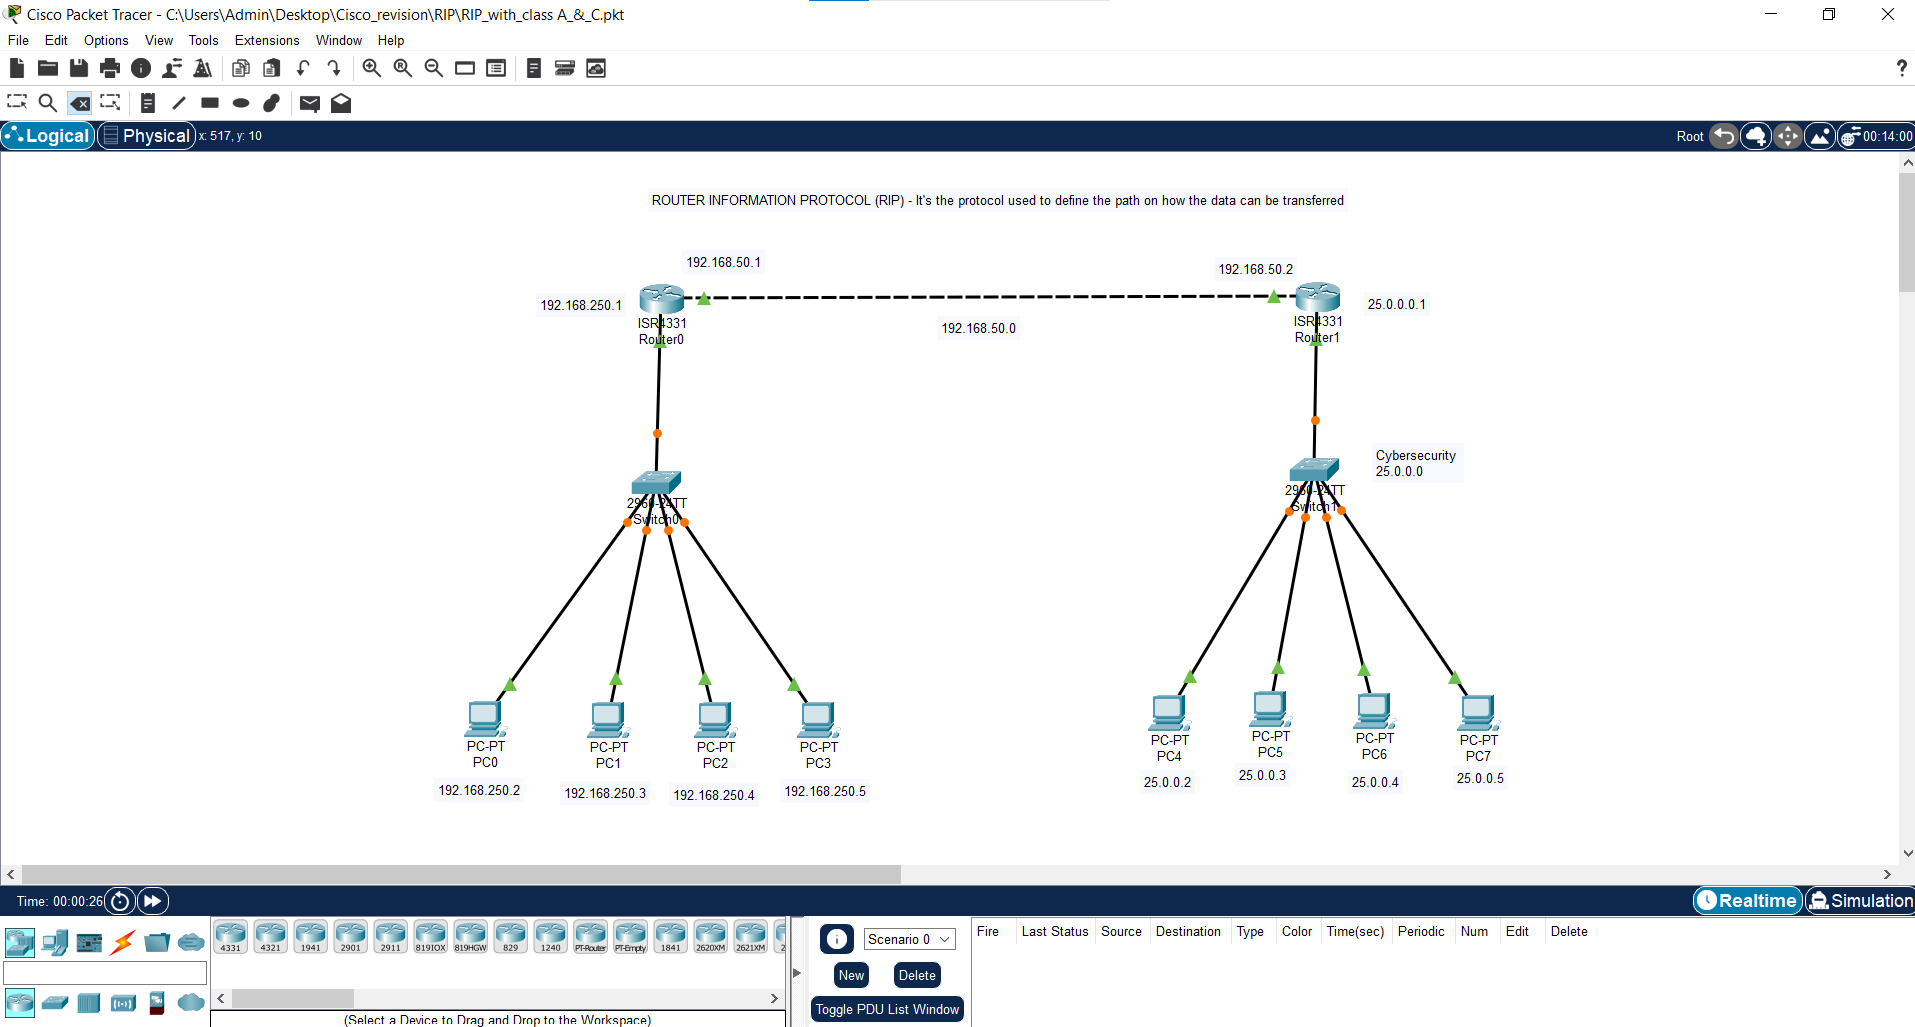 Cisco Packet Tracer - C:\Users\Admin\Desktop\Cisco_revision\RIP\RIP_with_class A_&_C.pkt
File Edit Options View Tools Extensions Window Help
?
Logical Physical x: 517, y: 10 Root 00:14:00
ROUTER INFORMATION PROTOCOL (RIP) - It's the protocol used to define the path on how the data can be transferred
192.168.50.1
192.168.50.2
192.168.250.1
25.0.0.0.1
ISR4331
Router0
192.168.50.0
ISR4331
Router1
Cybersecurity
25.0.0.0
2960-24TT
Switch0
2960-24TT
Switch1
PC-PT
PC0
PC-PT
PC1
PC-PT
PC2
PC-PT
PC3
PC-PT
PC4
PC-PT
PC5
PC-PT
PC6
PC-PT
PC7
192.168.250.2
192.168.250.3
192.168.250.4
192.168.250.5
25.0.0.2
25.0.0.3
25.0.0.4
25.0.0.5
Time: 00:00:26 Realtime Simulation
4331 4321 1941 2901 2911 819IOX 819HGW 829 1240 PT-Router PT-Empty 1841 2620XM 2621XM 2
(Select a Device to Drag and Drop to the Workspace)
Scenario 0
New Delete
Toggle PDU List Window
Fire Last Status Source Destination Type Color Time(sec) Periodic Num Edit Delete